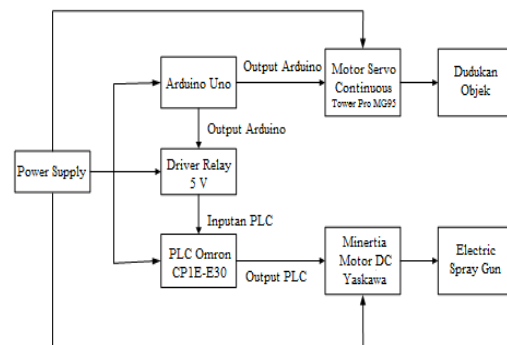 Arduino Uno
Output Arduino
Motor Servo
Continuous
Tower Pro MG95
Dudukan
Objek
Output Arduino
Power Supply
Driver Relay
5 V
Inputan PLC
PLC Omron
CP1E-E30
Output PLC
Minertia
Motor DC
Yaskawa
Electric
Spray Gun